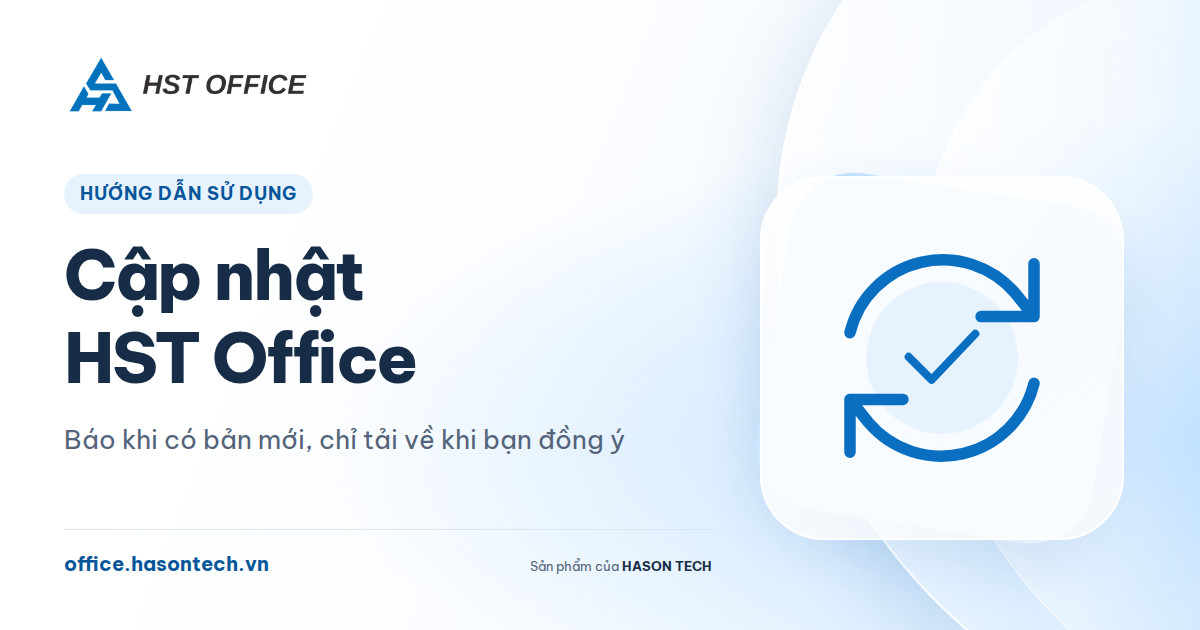 HST OFFICE
HƯỚNG DẪN SỬ DỤNG
Cập nhật
HST Office
Báo khi có bản mới, chỉ tải về khi bạn đồng ý
office.hasontech.vn
Sản phẩm của HASON TECH